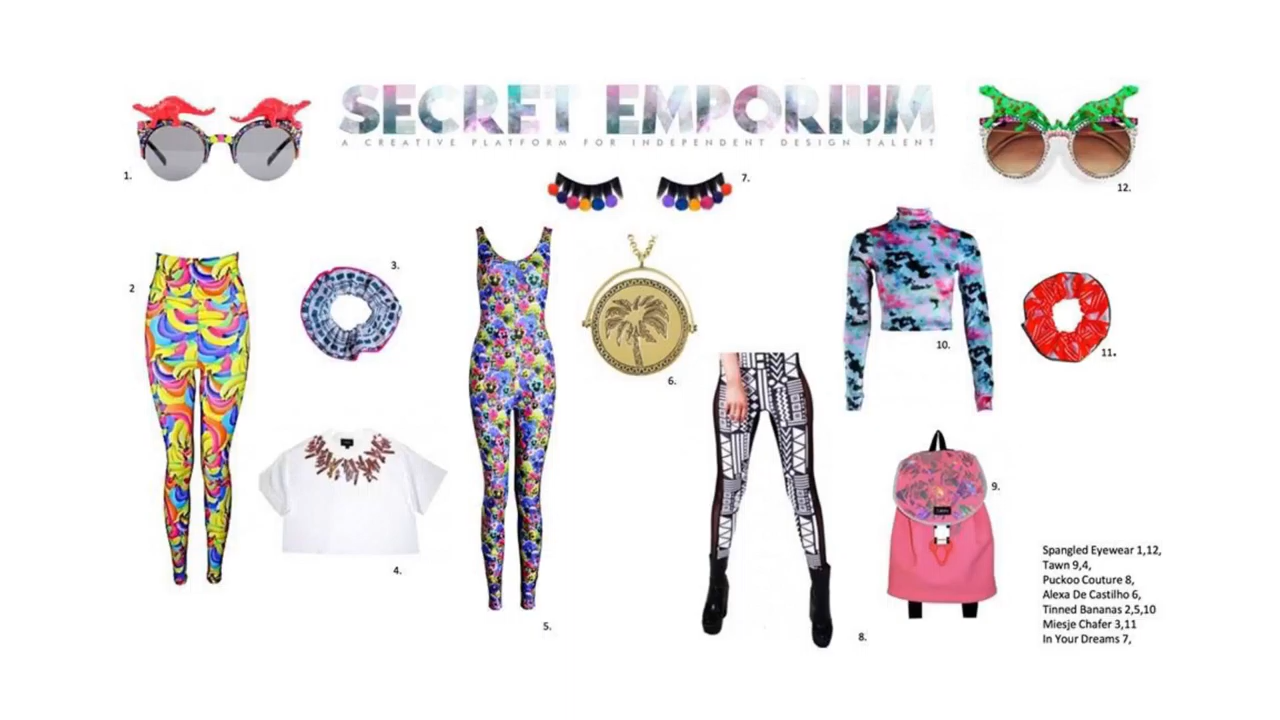 SECRET EMPORIUM
A CREATIVE PLATFORM FOR INDEPENDENT DESIGN TALENT
1.
7.
12.
2
3.
6.
10.
11.
4.
9.
5.
8.
Spangled Eyewear 1,12,
Tawn 9,4,
Puckoo Couture 8,
Alexa De Castilho 6,
Tinned Bananas 2,5,10
Miesje Chafer 3,11
In Your Dreams 7,